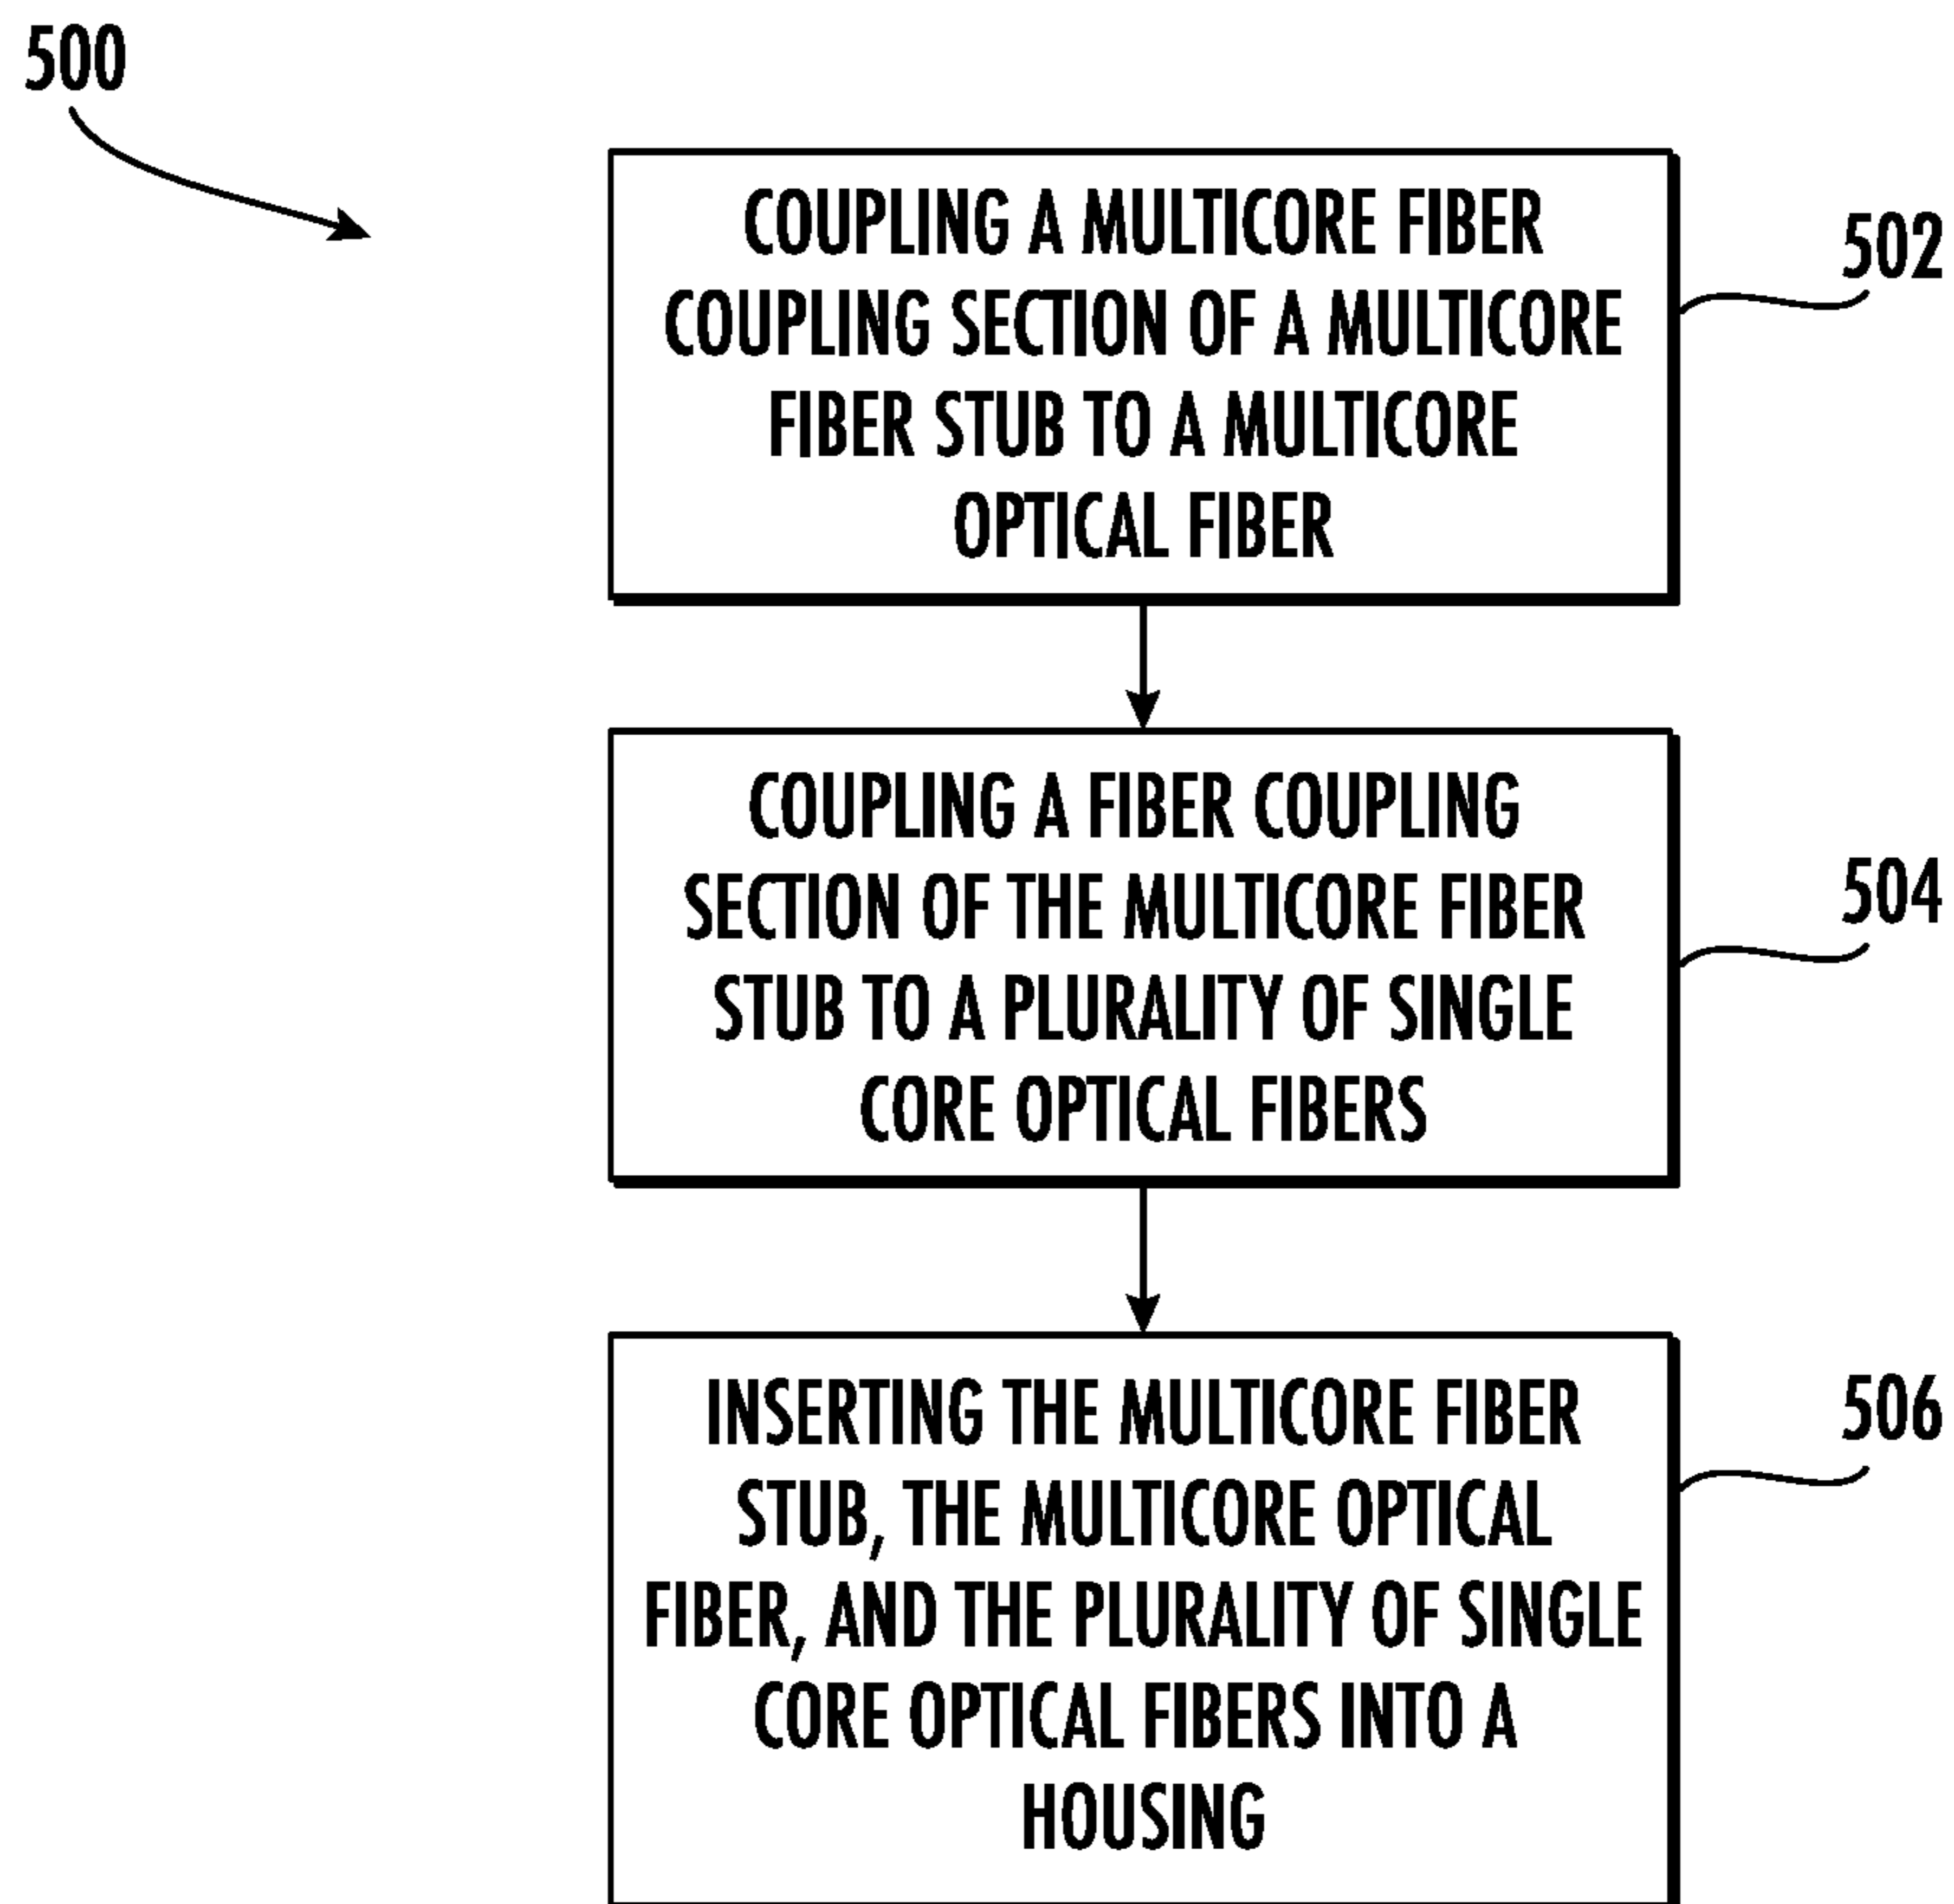 500
COUPLING A MULTICORE FIBER
COUPLING SECTION OF A MULTICORE
FIBER STUB TO A MULTICORE
OPTICAL FIBER
502
COUPLING A FIBER COUPLING
SECTION OF THE MULTICORE FIBER
STUB TO A PLURALITY OF SINGLE
CORE OPTICAL FIBERS
504
INSERTING THE MULTICORE FIBER
STUB, THE MULTICORE OPTICAL
FIBER, AND THE PLURALITY OF SINGLE
CORE OPTICAL FIBERS INTO A
HOUSING
506